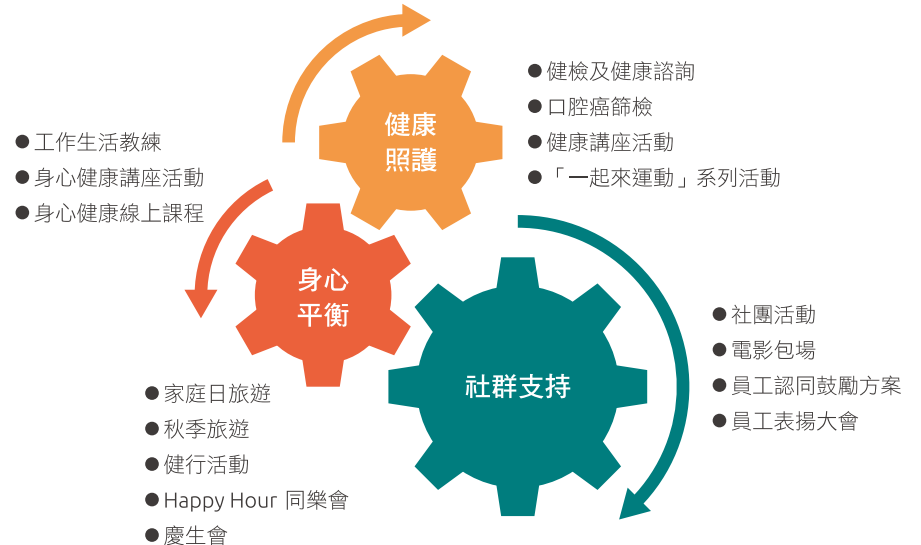 健康
照護
● 健檢及健康諮詢
● 口腔癌篩檢
● 健康講座活動
● 「一起來運動」系列活動
● 工作生活教練
● 身心健康講座活動
● 身心健康線上課程
身心
平衡
社群支持
● 社團活動
● 電影包場
● 員工認同鼓勵方案
● 員工表揚大會
● 家庭日旅遊
● 秋季旅遊
● 健行活動
● Happy Hour 同樂會
● 慶生會